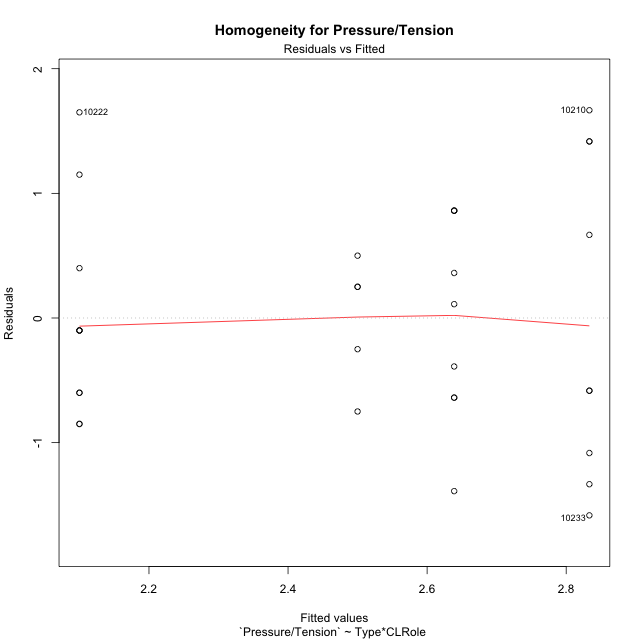 Homogeneity for Pressure/Tension
Residuals vs Fitted
2
1
0
-1
Residuals
10222
10210
10233
2.2 2.4 2.6 2.8
Fitted values
`Pressure/Tension` ~ Type*CLRole